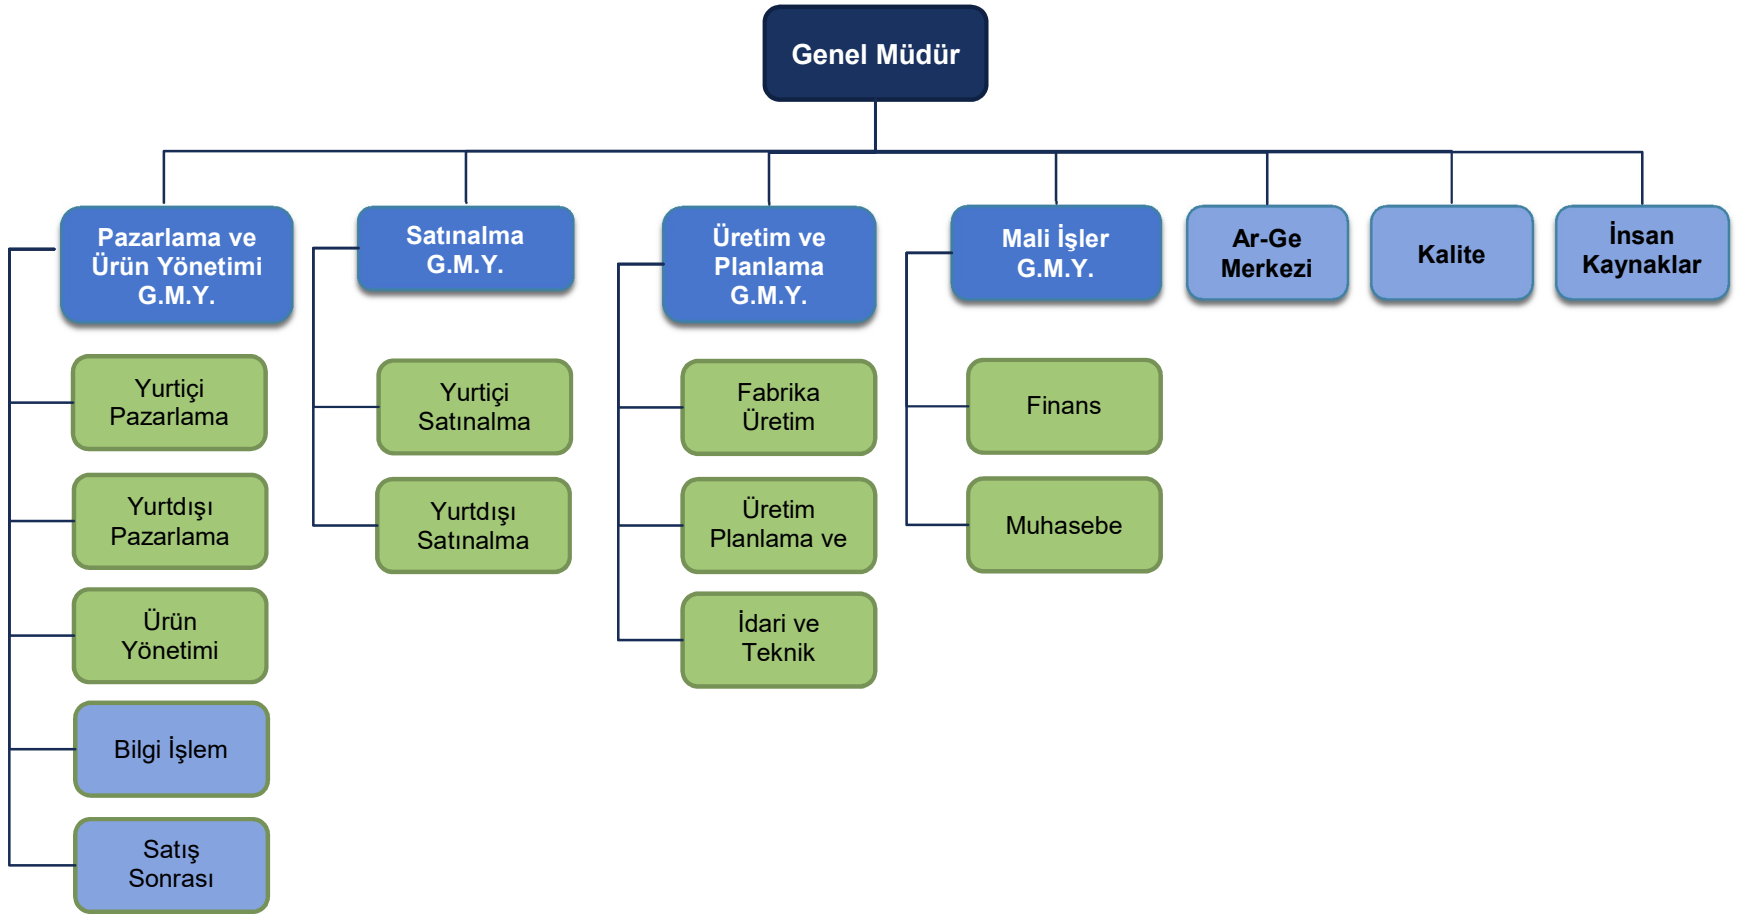 Genel Müdür
Pazarlama ve
Ürün Yönetimi
G.M.Y.
Satınalma
G.M.Y.
Üretim ve
Planlama
G.M.Y.
Mali İşler
G.M.Y.
Ar-Ge
Merkezi
Kalite
İnsan
Kaynaklar
Yurtiçi
Pazarlama
Yurtdışı
Pazarlama
Ürün
Yönetimi
Bilgi İşlem
Satış
Sonrası
Yurtiçi
Satınalma
Yurtdışı
Satınalma
Fabrika
Üretim
Üretim
Planlama ve
İdari ve
Teknik
Finans
Muhasebe